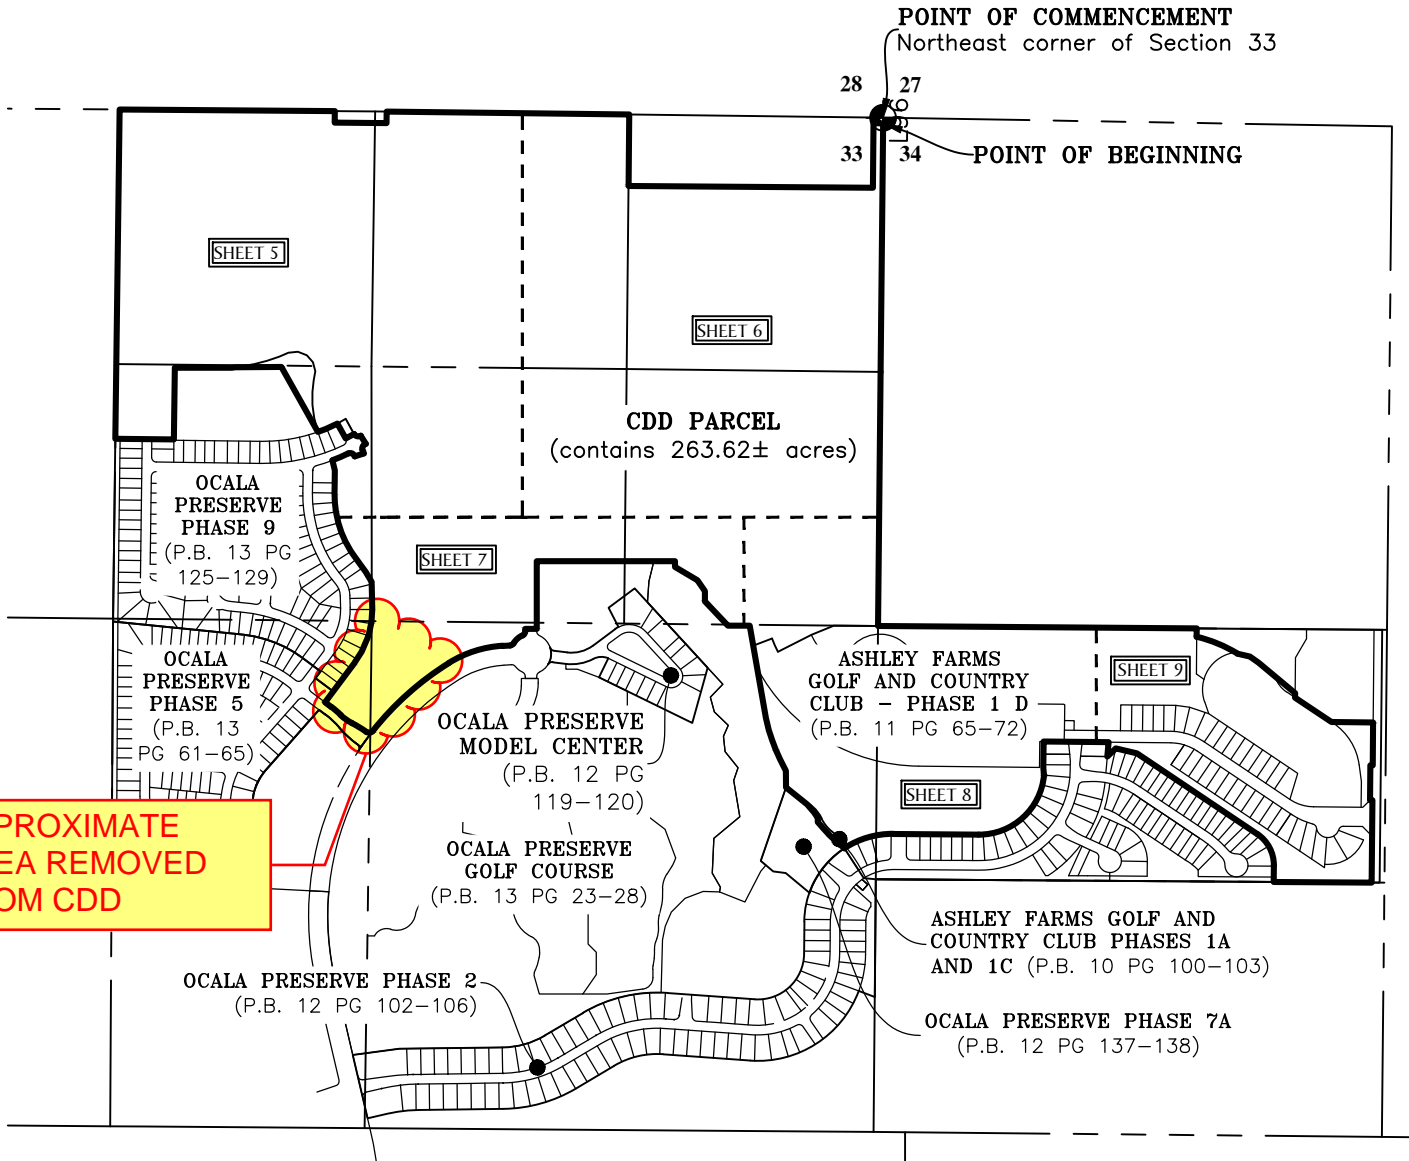 POINT OF COMMENCEMENT
Northeast corner of Section 33
28 27
L96
33 34
POINT OF BEGINNING
SHEET 5
SHEET 6
CDD PARCEL
(contains 263.62± acres)
OCALA
PRESERVE
PHASE 9
(P.B. 13 PG
125-129)
SHEET 7
OCALA
PRESERVE
PHASE 5
(P.B. 13
PG 61-65)
ASHLEY FARMS
GOLF AND COUNTRY
CLUB - PHASE 1 D
(P.B. 11 PG 65-72)
SHEET 9
OCALA PRESERVE
MODEL CENTER
(P.B. 12 PG
119-120)
SHEET 8
PROXIMATE
EA REMOVED
OM CDD
OCALA PRESERVE
GOLF COURSE
(P.B. 13 PG 23-28)
ASHLEY FARMS GOLF AND
COUNTRY CLUB PHASES 1A
AND 1C (P.B. 10 PG 100-103)
OCALA PRESERVE PHASE 2
(P.B. 12 PG 102-106)
OCALA PRESERVE PHASE 7A
(P.B. 12 PG 137-138)